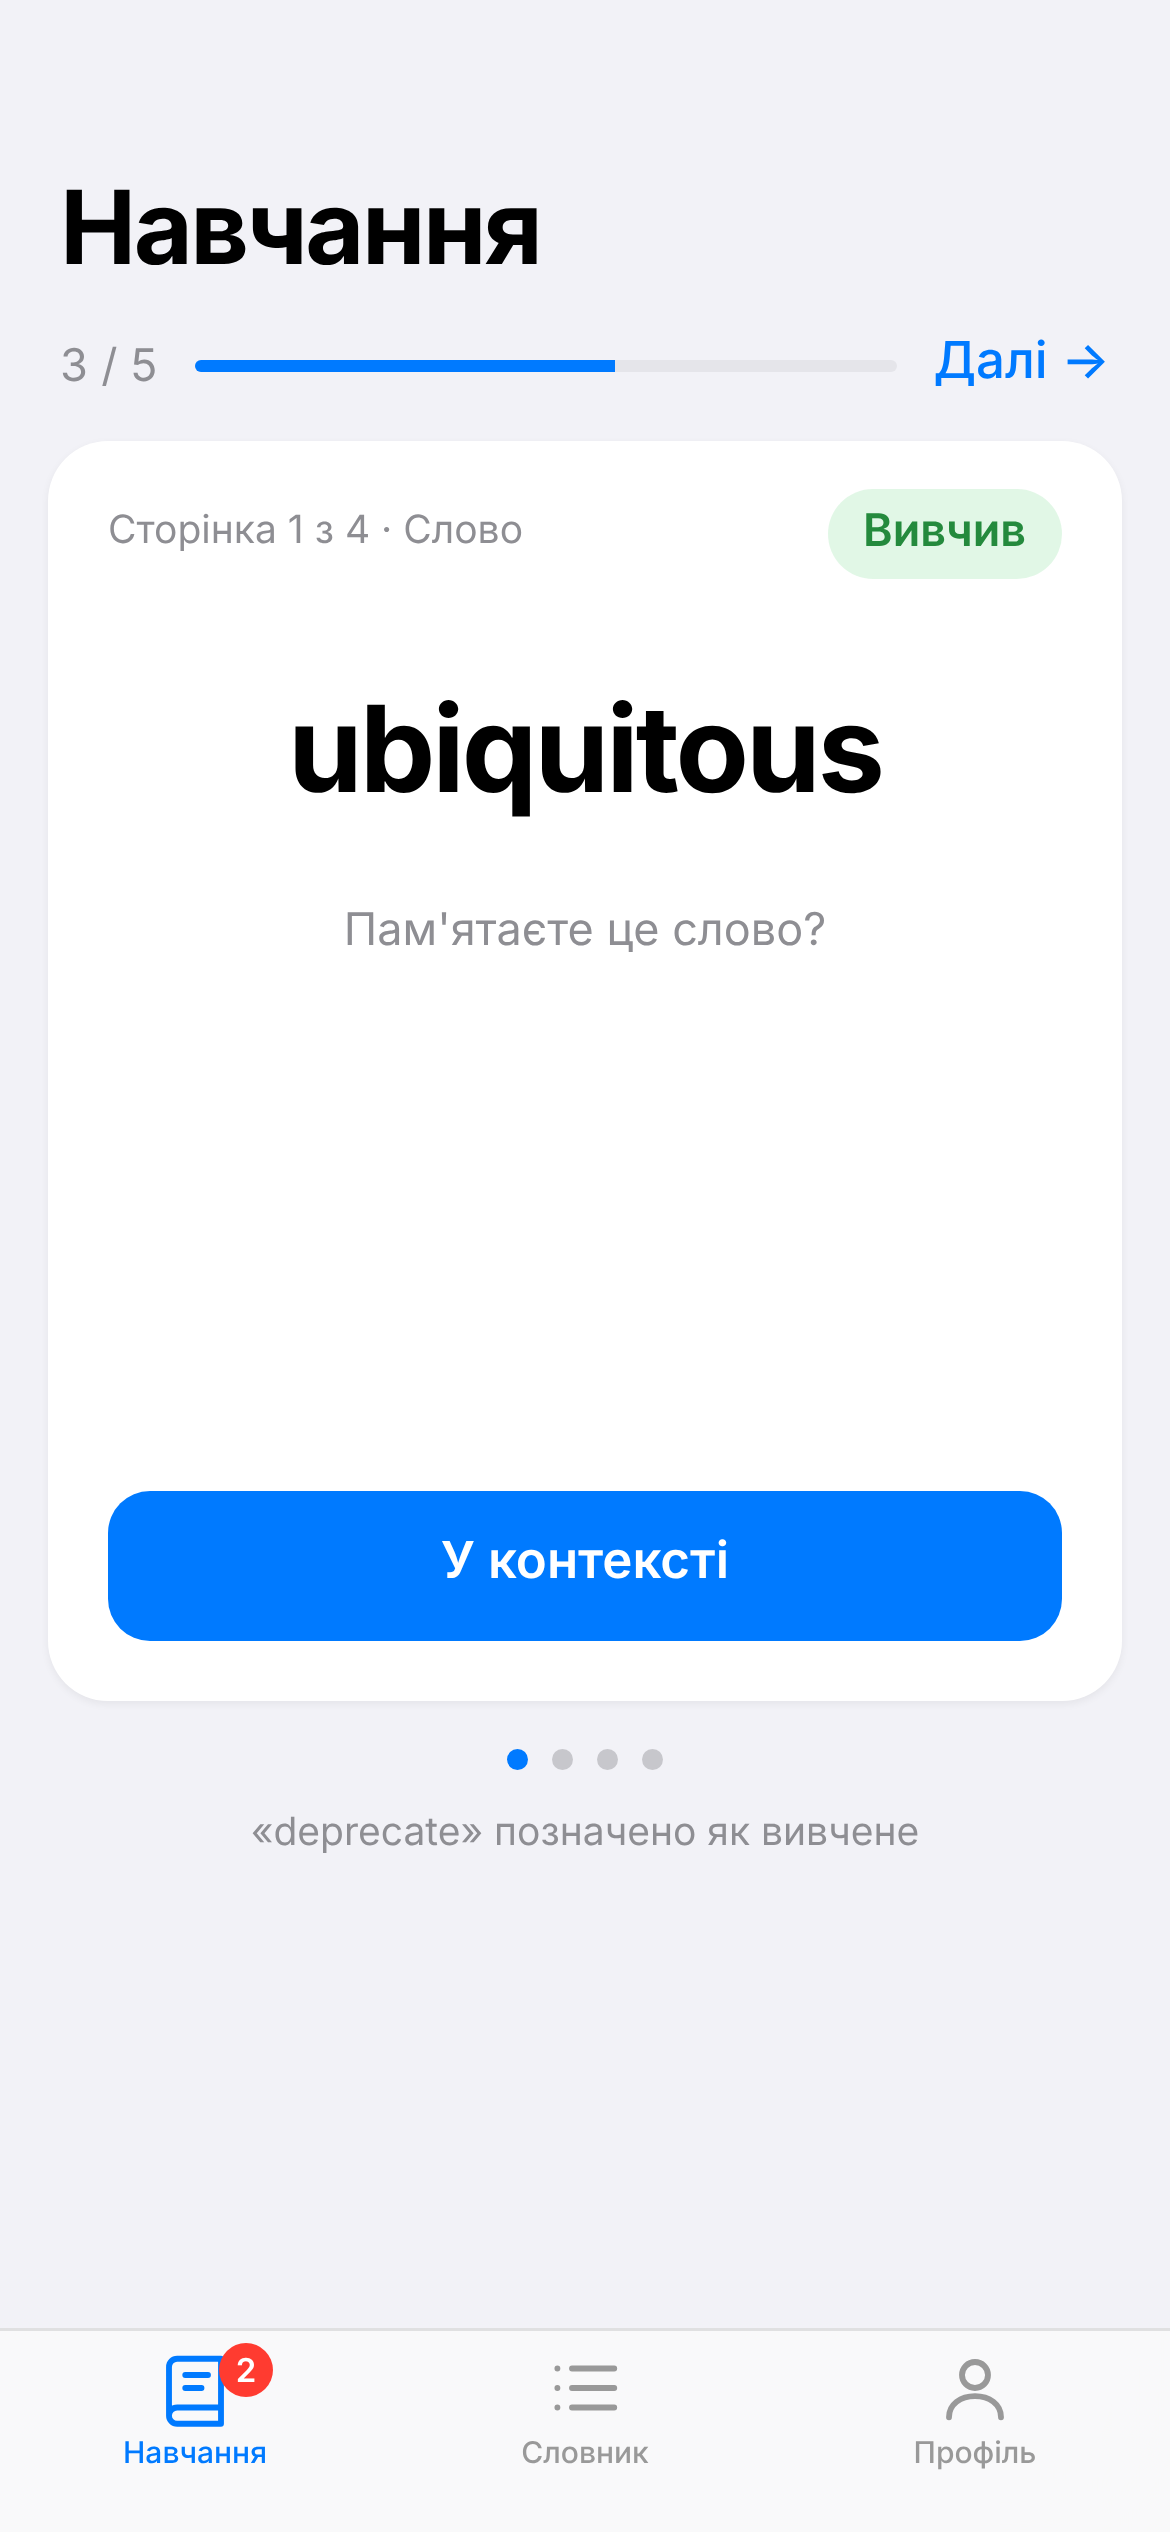 Навчання
3 / 5
Далі →
Сторінка 1 з 4 · Слово
Вивчив
ubiquitous
Пам'ятаєте це слово?
У контексті
«deprecate» позначено як вивчене
2
Навчання
Словник
Профіль